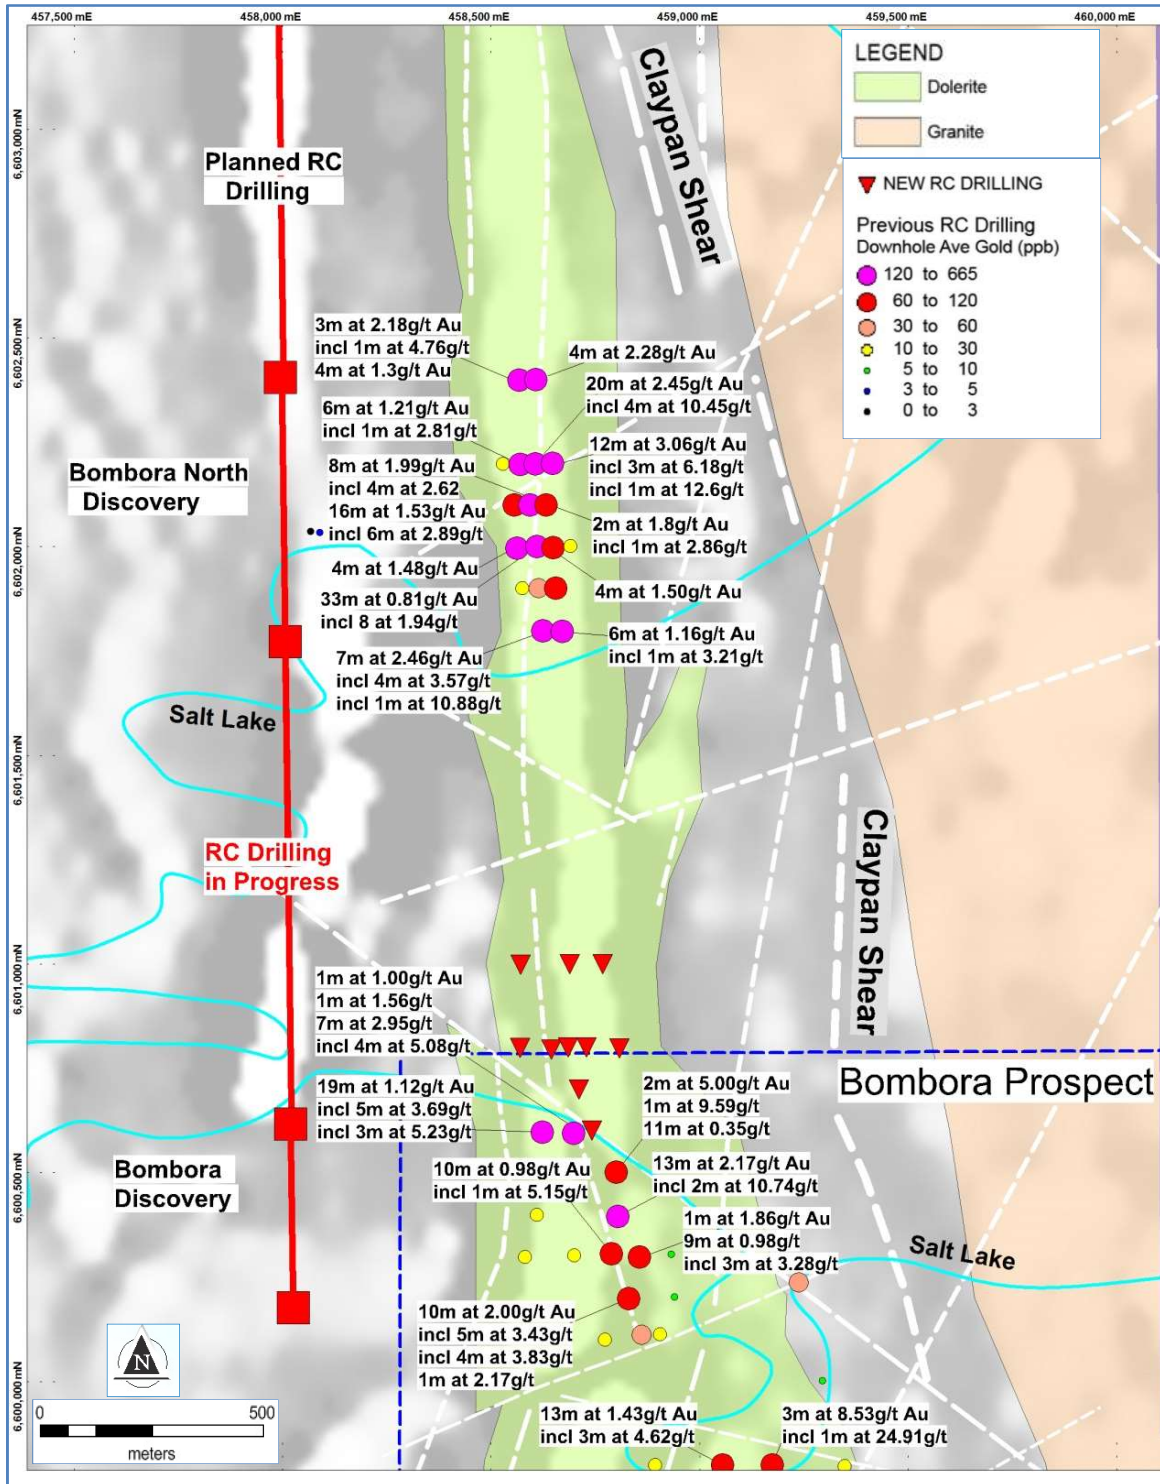 457,500 mE
458,000 mE
458,500 mE
459,000 mE
459,500 mE
460,000 mE
6,603,000 mN
6,602,500 mN
6,602,000 mN
6,601,500 mN
6,601,000 mN
6,600,500 mN
6,600,000 mN
LEGEND
Dolerite
Granite
NEW RC DRILLING
Previous RC Drilling
Downhole Ave Gold (ppb)
120 to 665
60 to 120
30 to 60
10 to 30
5 to 10
3 to 5
0 to 3
Claypan Shear
Planned RC
Drilling
3m at 2.18g/t Au
incl 1m at 4.76g/t
4m at 1.3g/t Au
4m at 2.28g/t Au
20m at 2.45g/t Au
incl 4m at 10.45g/t
6m at 1.21g/t Au
incl 1m at 2.81g/t
12m at 3.06g/t Au
incl 3m at 6.18g/t
incl 1m at 12.6g/t
Bombora North
Discovery
8m at 1.99g/t Au
incl 4m at 2.62
16m at 1.53g/t Au
incl 6m at 2.89g/t
2m at 1.8g/t Au
incl 1m at 2.86g/t
4m at 1.48g/t Au
4m at 1.50g/t Au
33m at 0.81g/t Au
incl 8 at 1.94g/t
6m at 1.16g/t Au
incl 1m at 3.21g/t
7m at 2.46g/t Au
incl 4m at 3.57g/t
incl 1m at 10.88g/t
Salt Lake
RC Drilling
in Progress
Claypan Shear
1m at 1.00g/t Au
1m at 1.56g/t
7m at 2.95g/t
incl 4m at 5.08g/t
Bombora Prospect
19m at 1.12g/t Au
incl 5m at 3.69g/t
incl 3m at 5.23g/t
2m at 5.00g/t Au
1m at 9.59g/t
11m at 0.35g/t
Bombora
Discovery
10m at 0.98g/t Au
incl 1m at 5.15g/t
13m at 2.17g/t Au
incl 2m at 10.74g/t
1m at 1.86g/t Au
9m at 0.98g/t
incl 3m at 3.28g/t
Salt Lake
10m at 2.00g/t Au
incl 5m at 3.43g/t
incl 4m at 3.83g/t
1m at 2.17g/t
13m at 1.43g/t Au
incl 3m at 4.62g/t
3m at 8.53g/t Au
incl 1m at 24.91g/t
N
0 500
meters